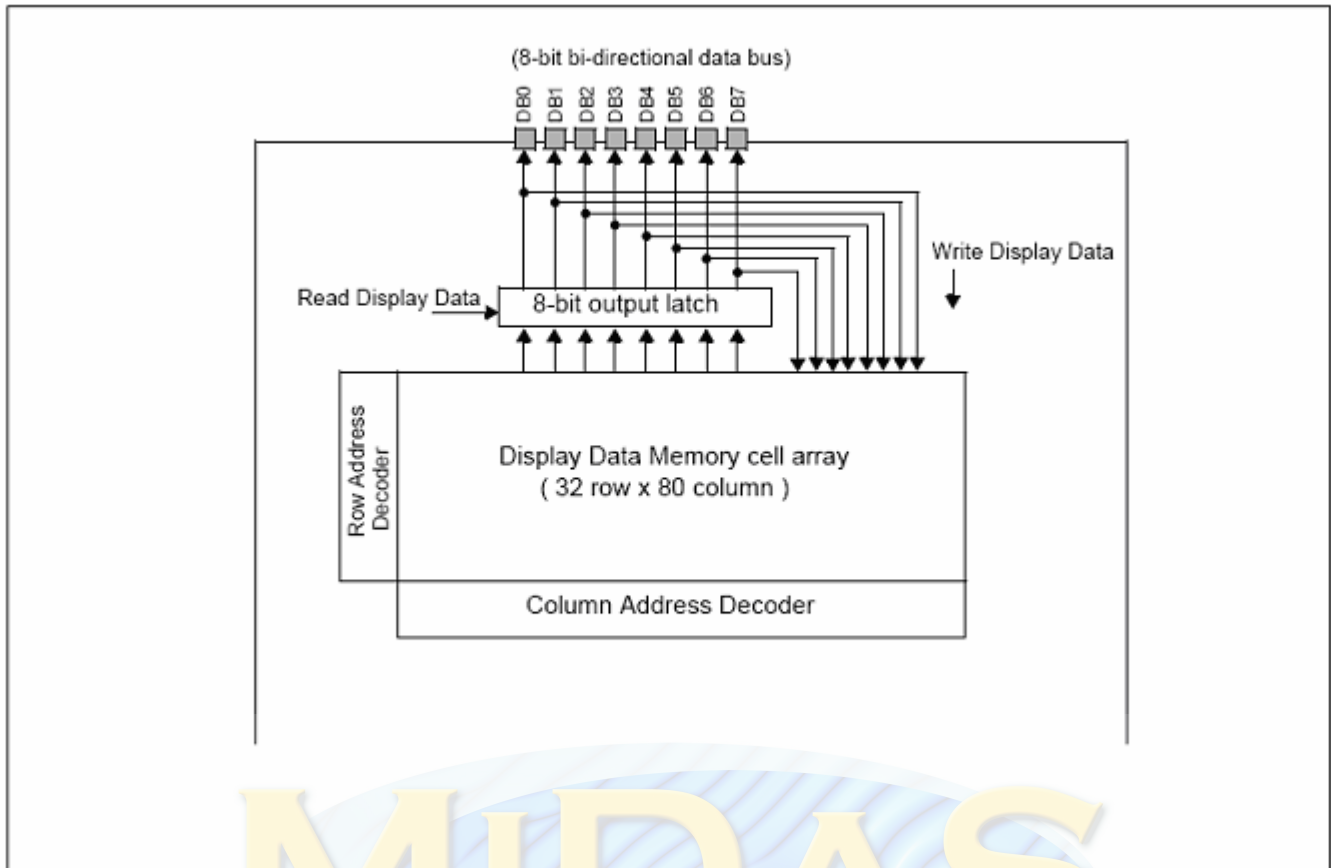 (8-bit bi-directional data bus)
DB0
DB1
DB2
DB3
DB4
DB5
DB6
DB7
Write Display Data
Read Display Data
8-bit output latch
Row Address
Decoder
Display Data Memory cell array
( 32 row x 80 column )
Column Address Decoder
MIDAS